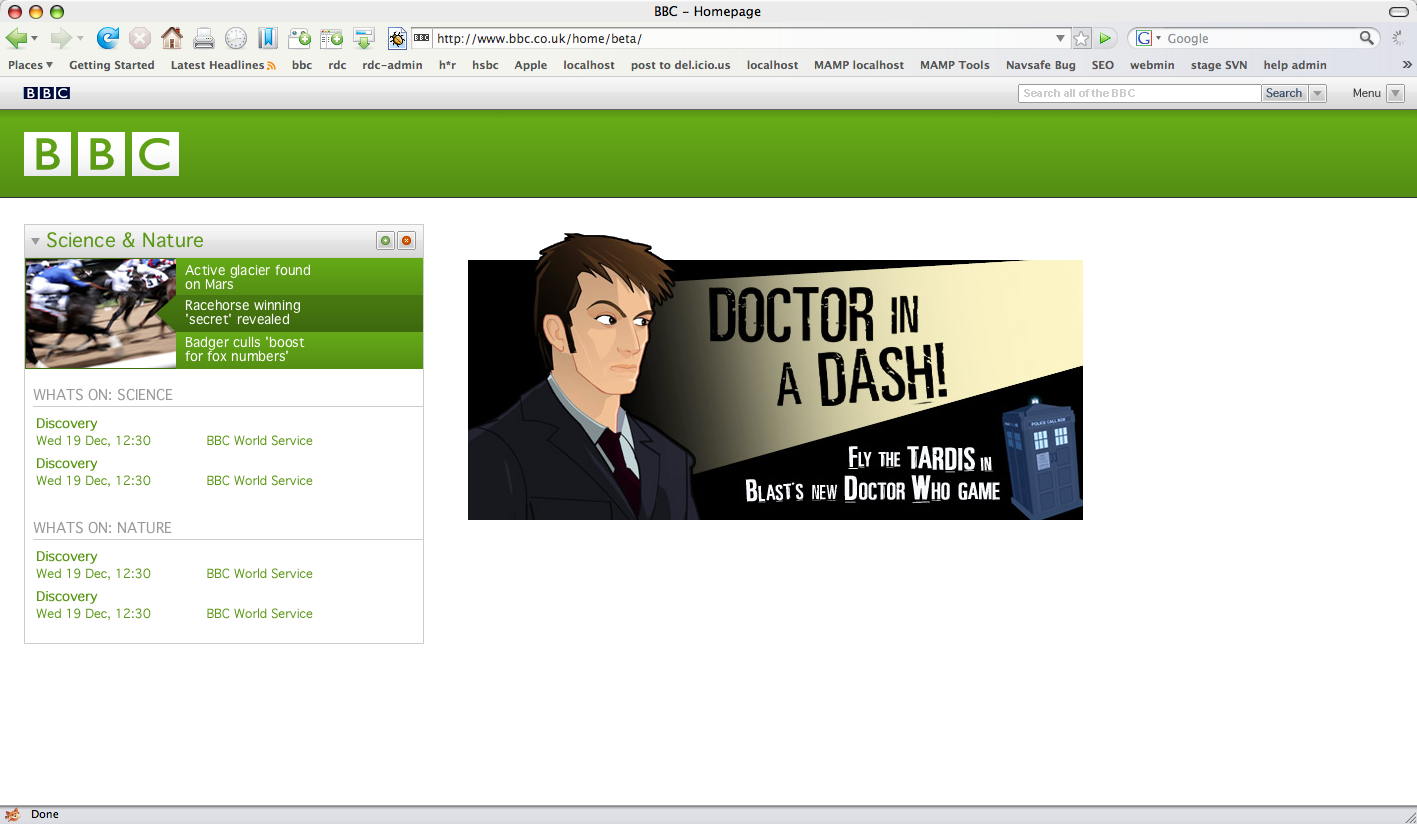 BBC - Homepage
BBC http://www.bbc.co.uk/home/beta/ G Google
Places Getting Started Latest Headlines bbc rdc rdc-admin h*r hsbc Apple localhost post to del.icio.us localhost MAMP localhost MAMP Tools Navsafe Bug SEO webmin stage SVN help admin »
BBC Search all of the BBC Search Menu
BBC
Science & Nature
Active glacier found
on Mars
Racehorse winning
'secret' revealed
Badger culls 'boost
for fox numbers'
WHATS ON: SCIENCE
Discovery
Wed 19 Dec, 12:30 BBC World Service
Discovery
Wed 19 Dec, 12:30 BBC World Service
WHATS ON: NATURE
Discovery
Wed 19 Dec, 12:30 BBC World Service
Discovery
Wed 19 Dec, 12:30 BBC World Service
DOCTOR IN
A DASH!
POLICE CALL BOX
FLY THE TARDIS IN
BLAST'S NEW DOCTOR WHO GAME
Done